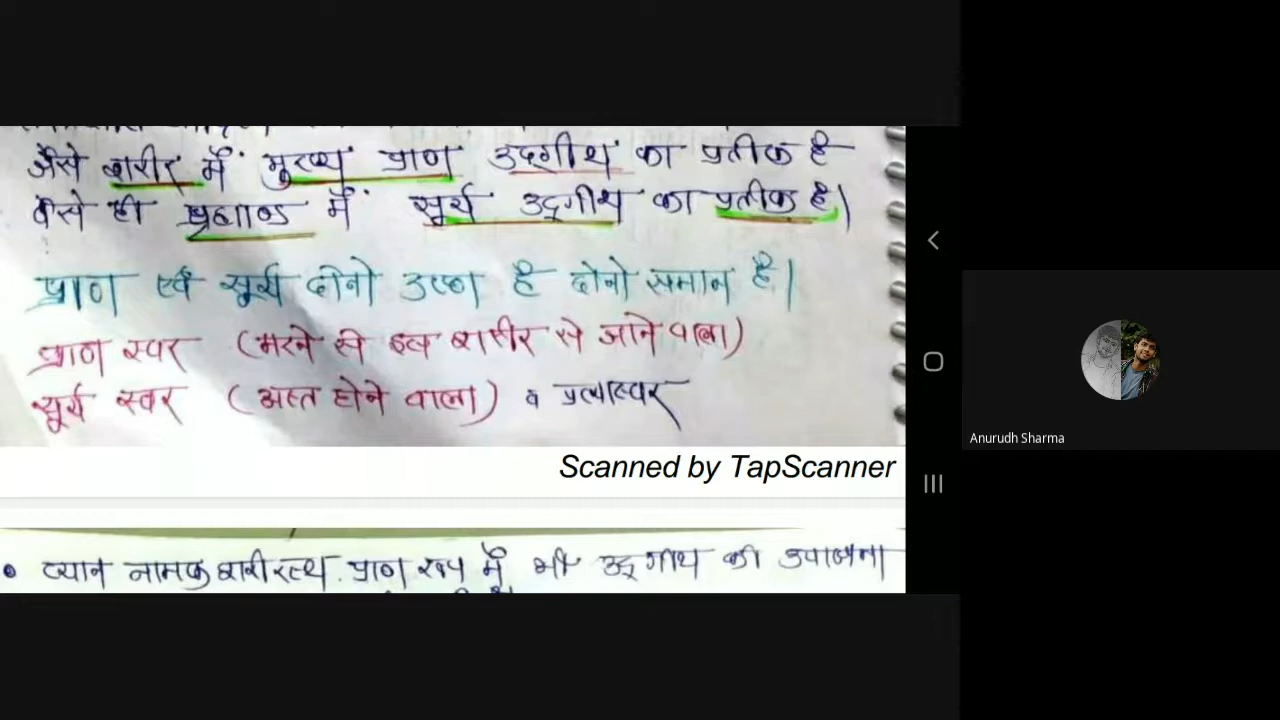 जैसे शरीर में मुख्य प्राण उद्गीथ का प्रतीक है
वैसे ही ब्रह्माण्ड में सूर्य उद्गीथ का प्रतीक है।
प्राण एवं सूर्य दोनो उष्ण है दोनो समान है।
प्राण स्वर (मरने से इस शरीर से जाने वाला)
सूर्य स्वर (अस्त होने वाला) व प्रत्यास्वर
Scanned by TapScanner
• व्यान नामक शरीरस्थ प्राण रूप में भी उद्गीथ की उपासना
Anurudh Sharma